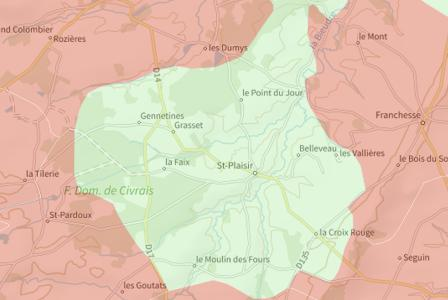 nd Colombier
Rozières
les Dumys
la Bieudre
le Mont
D14
le Point du Jour
Gennetines
Grasset
Franchesse
la Faix
St-Plaisir
Belleveau
les Vallières
le Bois du So
la Tilerie
F. Dom. de Civrais
St-Pardoux
la Croix Rouge
D17
le Moulin des Fours
D135
Seguin
les Goutats